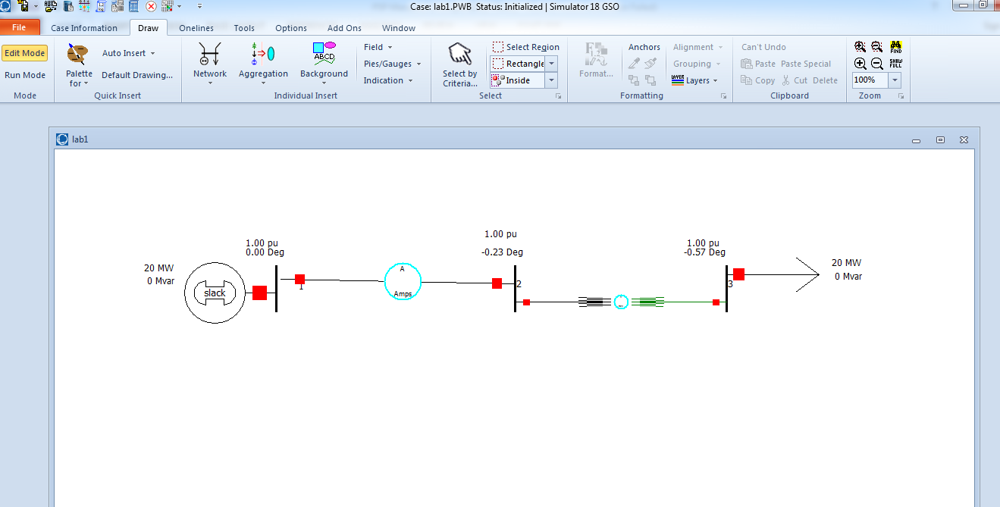 Case: lab1.PWB Status: Initialized | Simulator 18 GSO
File Case Information Draw Onelines Tools Options Add Ons Window
Edit Mode
Run Mode
Mode
Palette for
Auto Insert
Default Drawing...
Quick Insert
Network
Aggregation
ABCD
Background
Field
Pies/Gauges
Indication
Individual Insert
Select by Criteria...
Select Region
Rectangle
Inside
Select
Format...
Anchors
Alignment
Grouping
LAYER Layers
Formatting
Can't Undo
Paste Paste Special
Copy Cut Delete
Clipboard
FIND
SHOW FULL
100%
Zoom
lab1
20 MW
0 Mvar
slack
1.00 pu
0.00 Deg
1
A
Amps
1.00 pu
-0.23 Deg
2
1.00 pu
-0.57 Deg
3
20 MW
0 Mvar